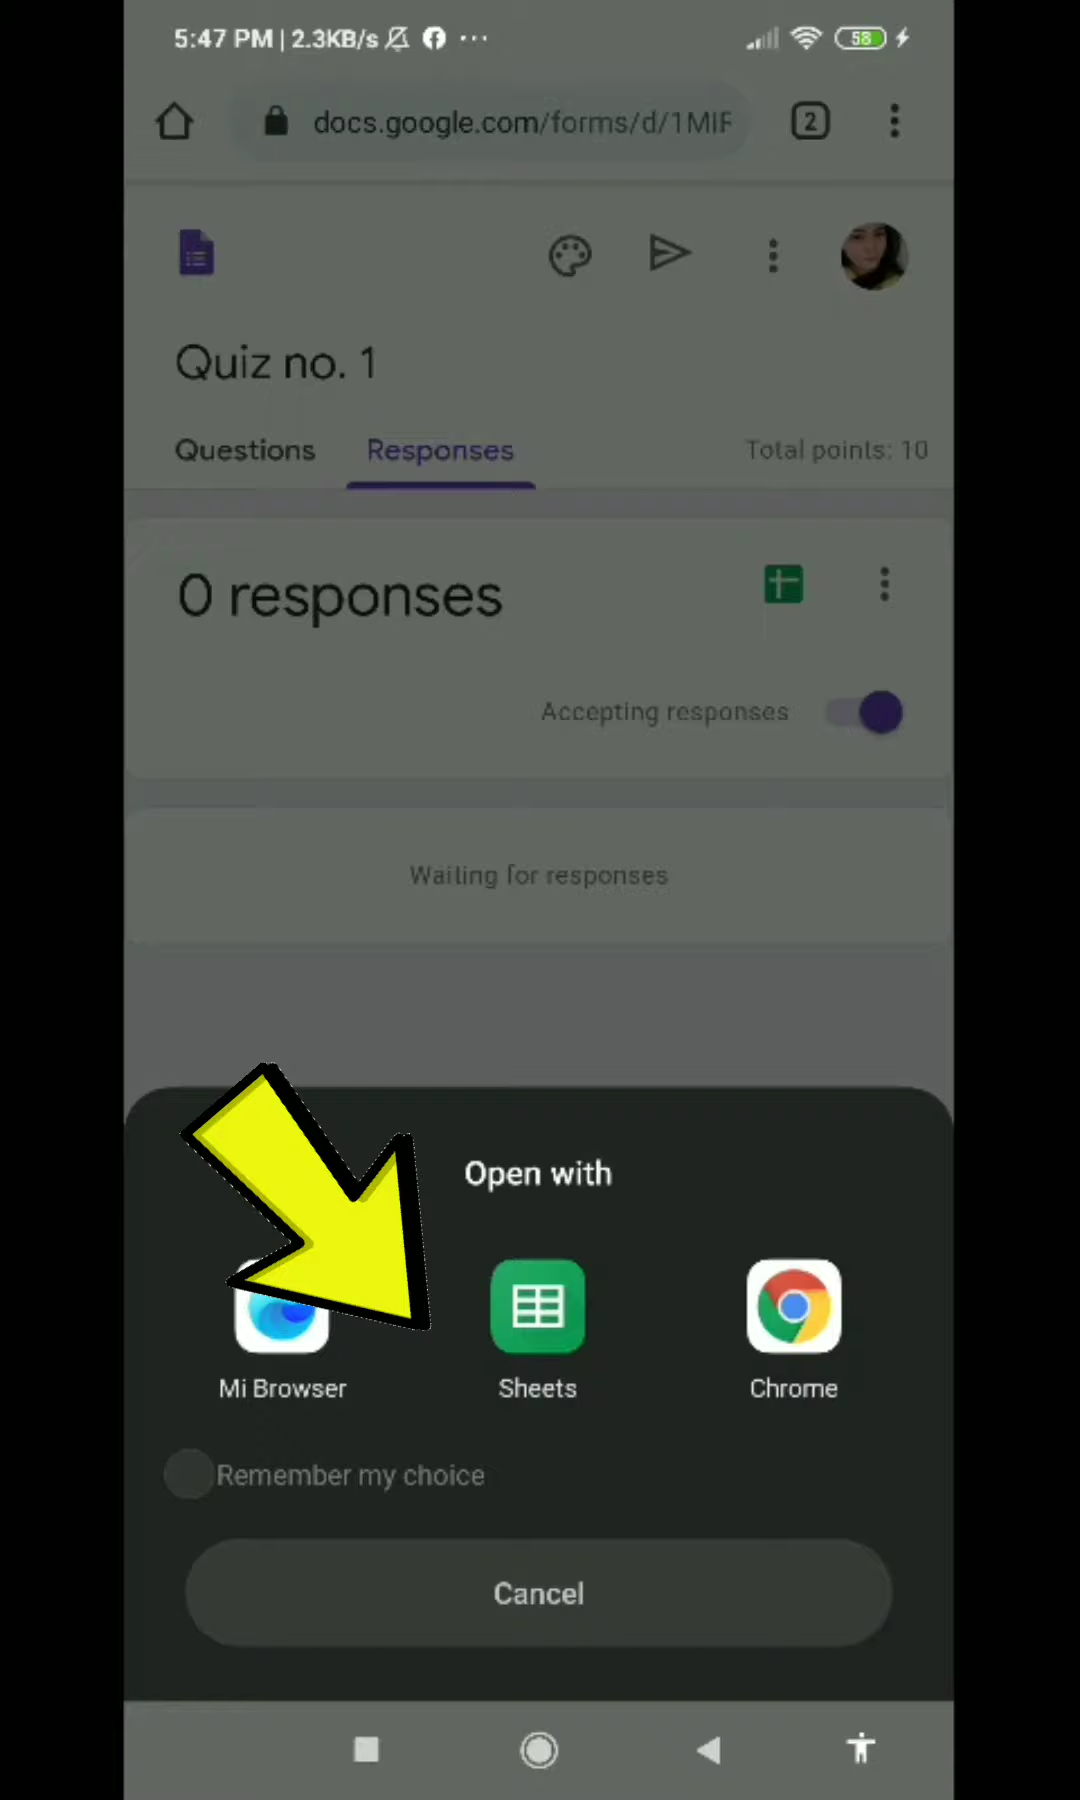 5:47 PM | 2.3KB/s ...
58
docs.google.com/forms/d/1MIF
2
Quiz no. 1
Questions
Responses
Total points: 10
0 responses
Accepting responses
Waiting for responses
Open with
Mi Browser
Sheets
Chrome
Remember my choice
Cancel